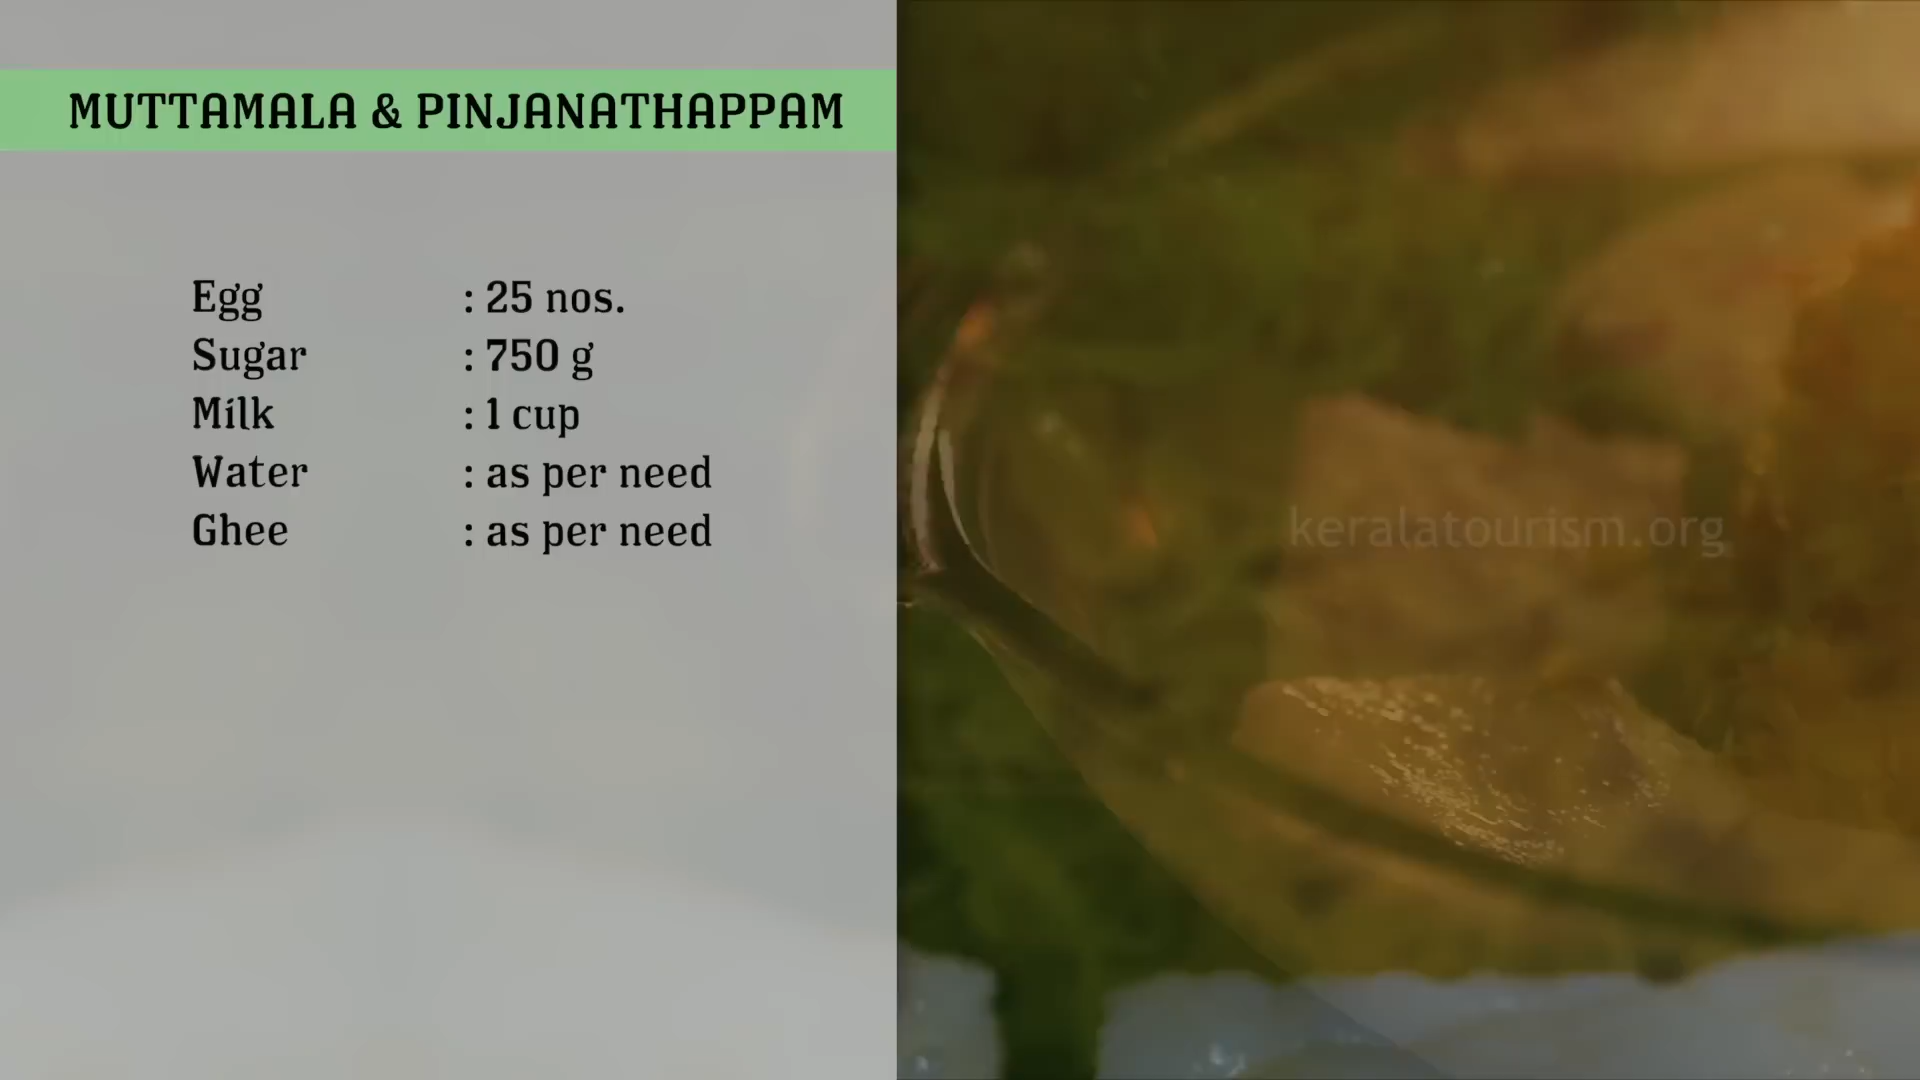 MUTTAMALA & PINJANATHAPPAM
Egg : 25 nos.
Sugar : 750 g
Milk : 1 cup
Water : as per need
Ghee : as per need
keralatourism.org